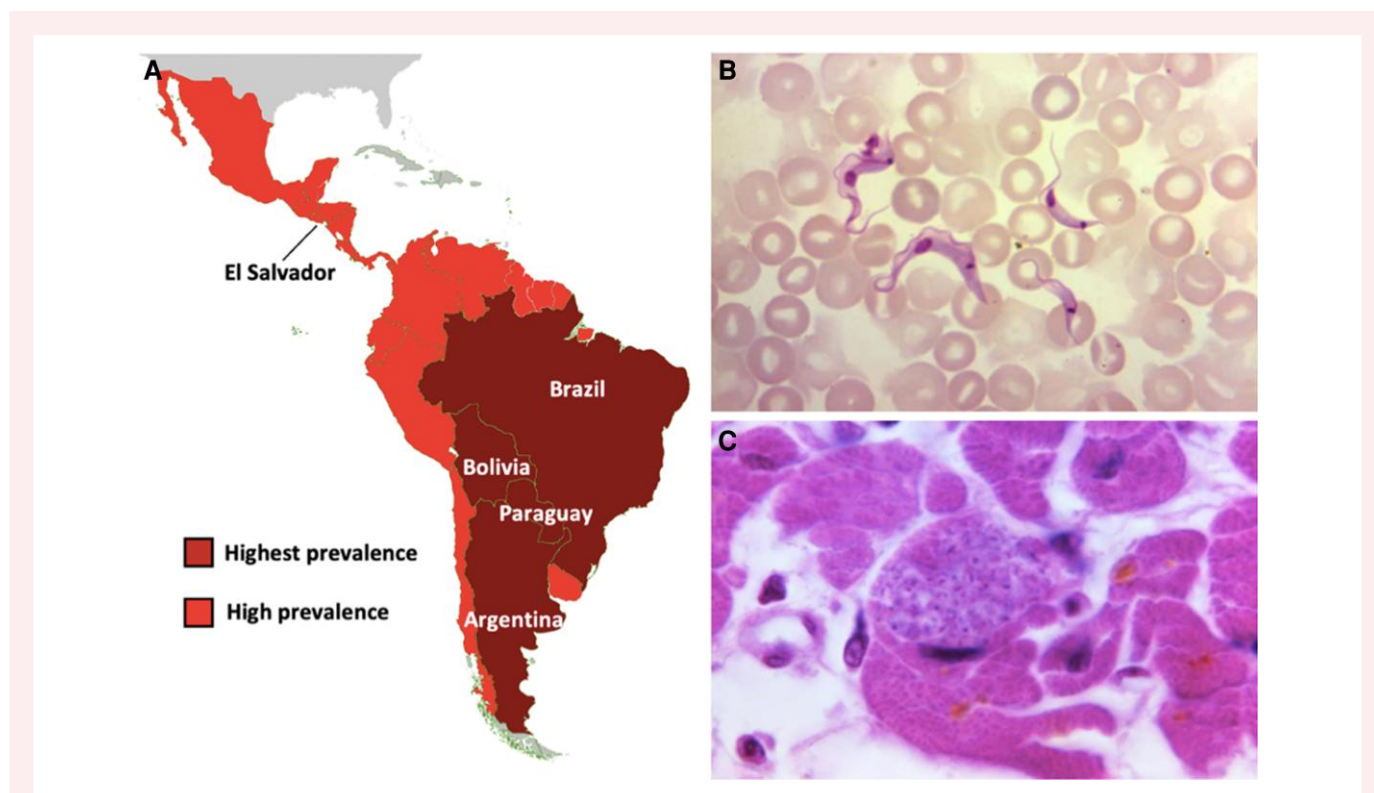 A
El Salvador
Brazil
Bolivia
Paraguay
Argentina
Highest prevalence
High prevalence
B
C